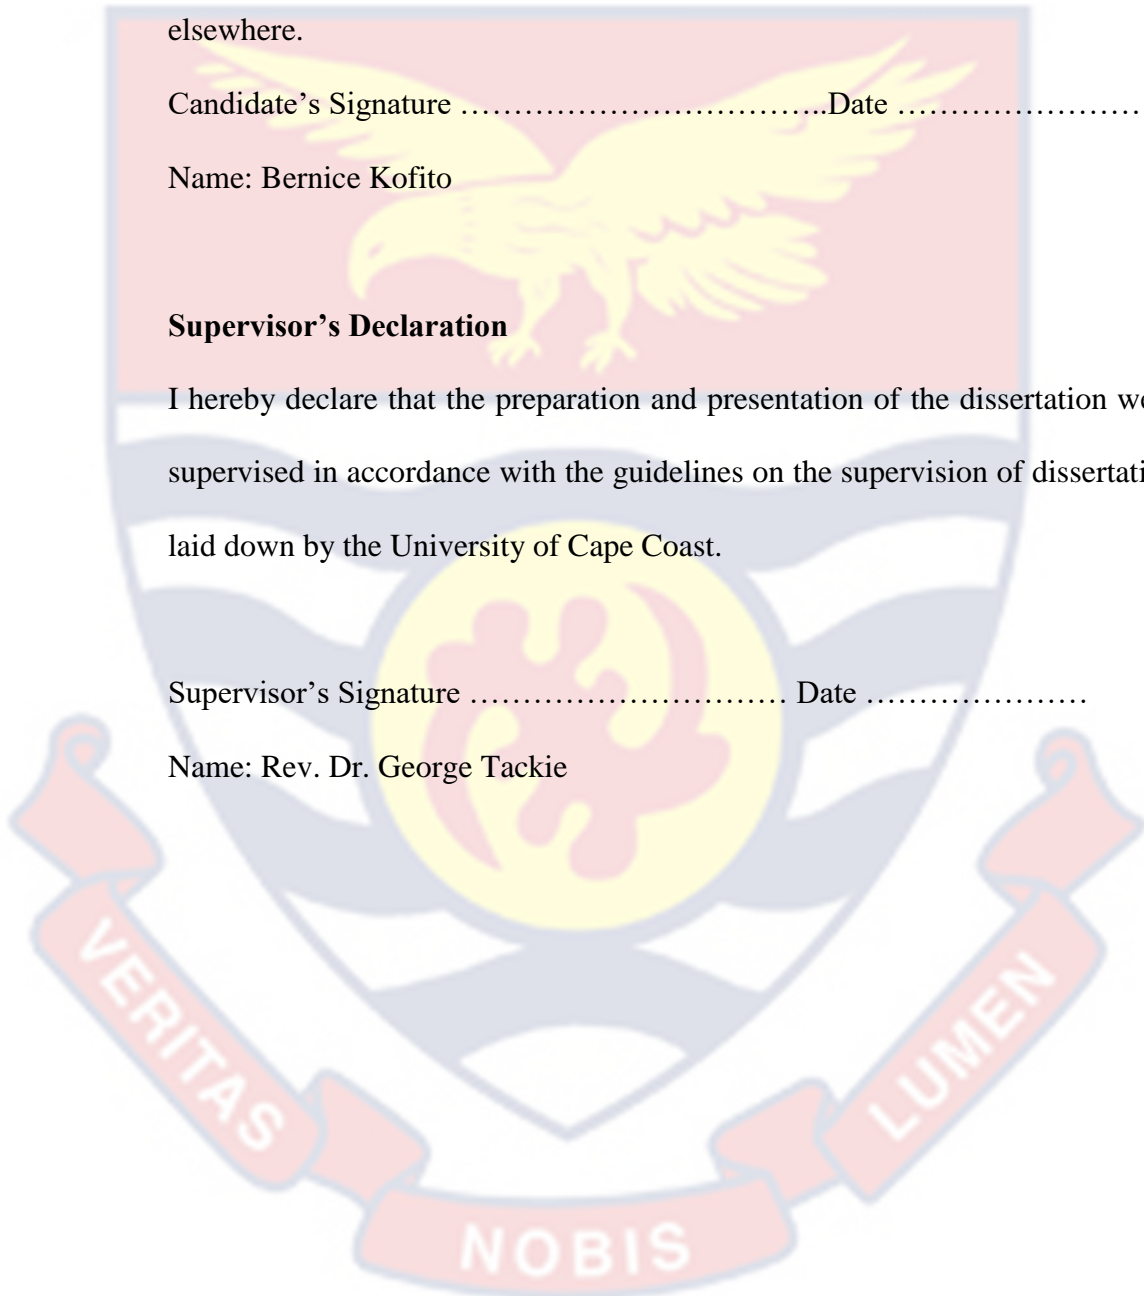 elsewhere.
Candidate’s Signature ……………………………..Date ……………………
Name: Bernice Kofito
Supervisor’s Declaration
I hereby declare that the preparation and presentation of the dissertation
supervised in accordance with the guidelines on the supervision of
laid down by the University of Cape Coast.
Supervisor’s Signature ………………………… Date …………………
Name: Rev. Dr. George Tackie
VERITAS
NOBIS
LUMEN